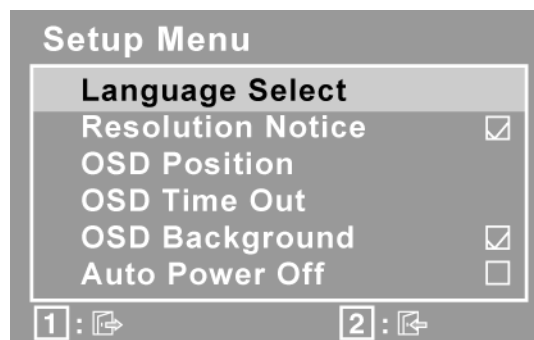 Setup Menu
Language Select
Resolution Notice
OSD Position
OSD Time Out
OSD Background
Auto Power Off
1 : 2 :